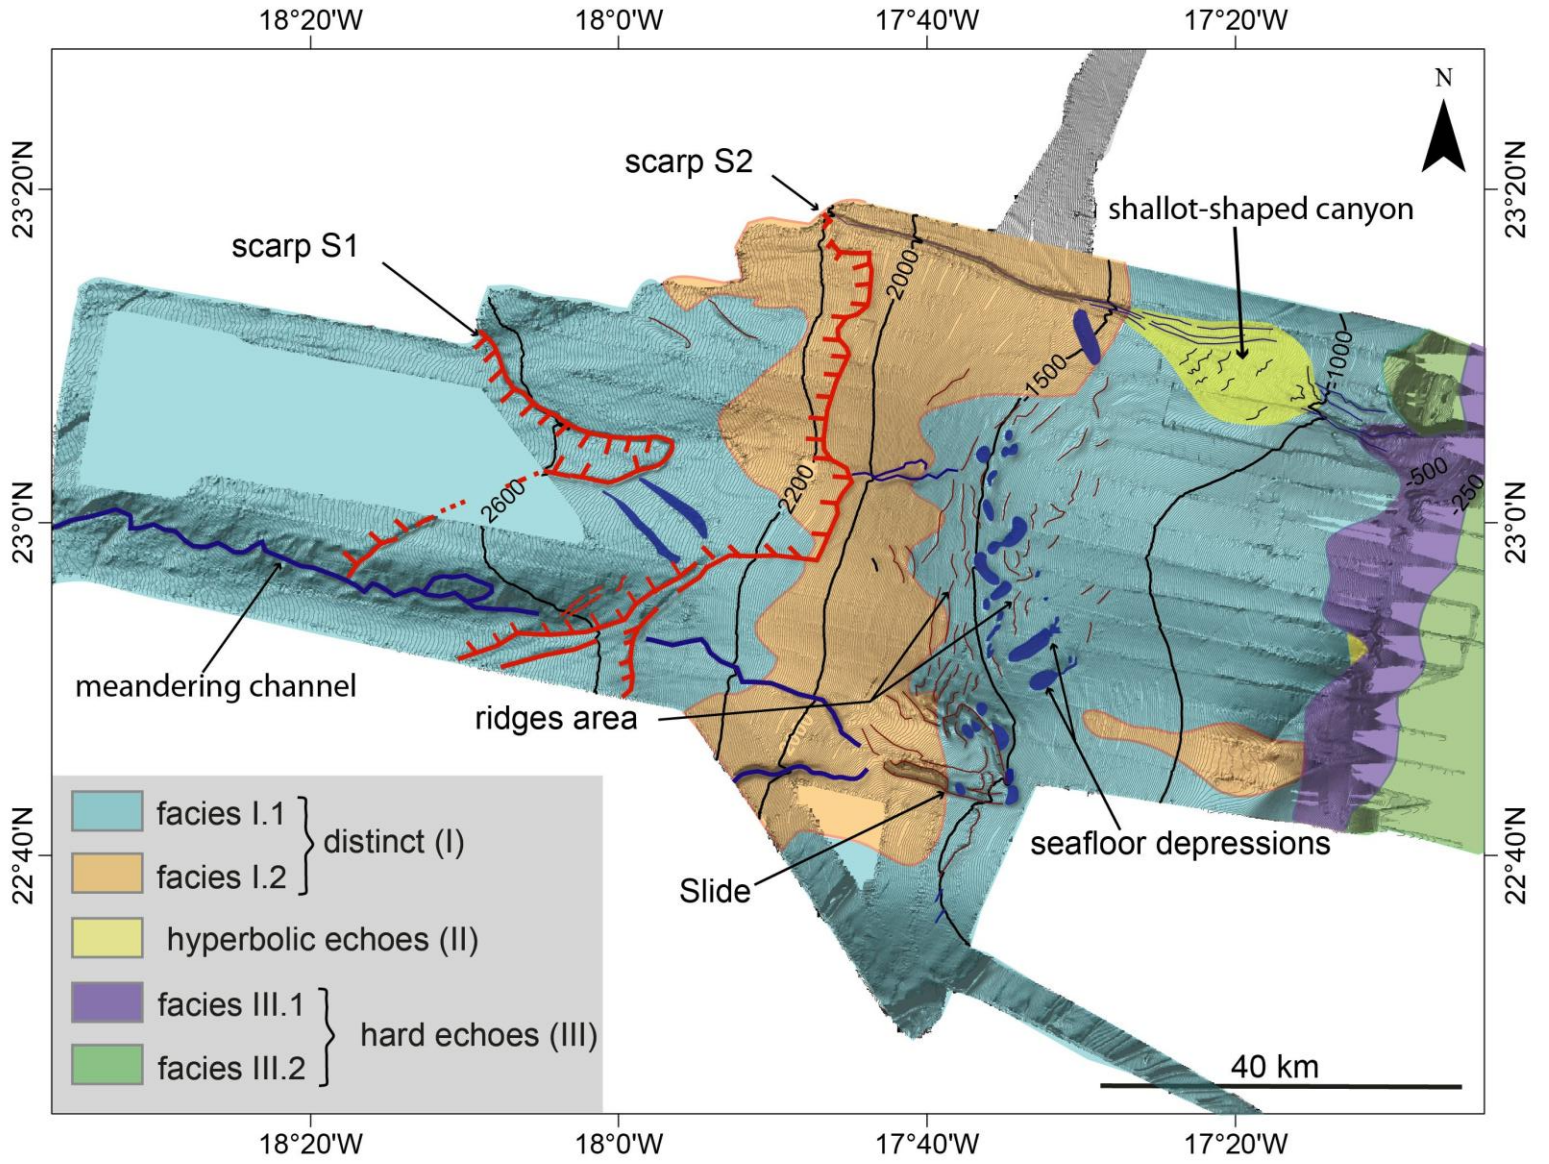 18°20'W 18°0'W 17°40'W 17°20'W
N
23°20'N
23°20'N
scarp S2
shallot-shaped canyon
scarp S1
2000
-1000
-1500
-500
-250
2600
-2200
23°0'N
23°0'N
meandering channel
ridges area
2000
seafloor depressions
Slide
22°40'N
22°40'N
facies I.1
distinct (I)
facies I.2
hyperbolic echoes (II)
facies III.1
hard echoes (III)
facies III.2
40 km
18°20'W 18°0'W 17°40'W 17°20'W